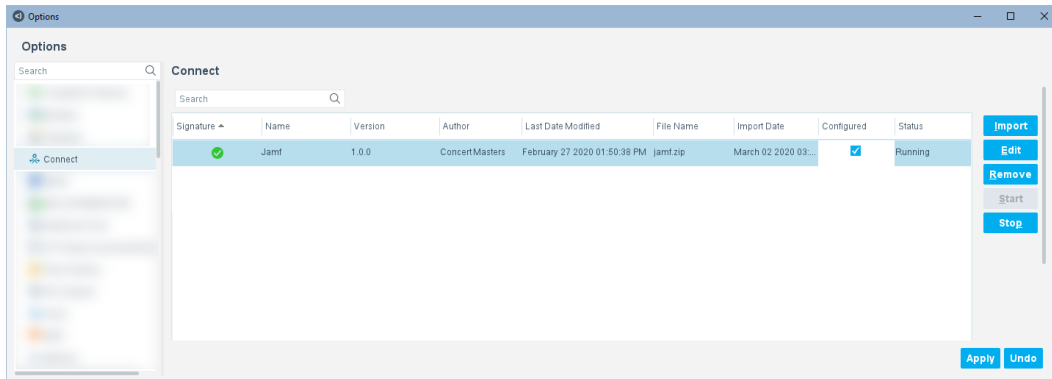 Options
Options
Search
Connect
Connect
Search
Signature Name Version Author Last Date Modified File Name Import Date Configured Status
Jamf 1.0.0 ConcertMasters February 27 2020 01:50:38 PM jamf.zip March 02 2020 03:... Running
Import
Edit
Remove
Start
Stop
Apply Undo